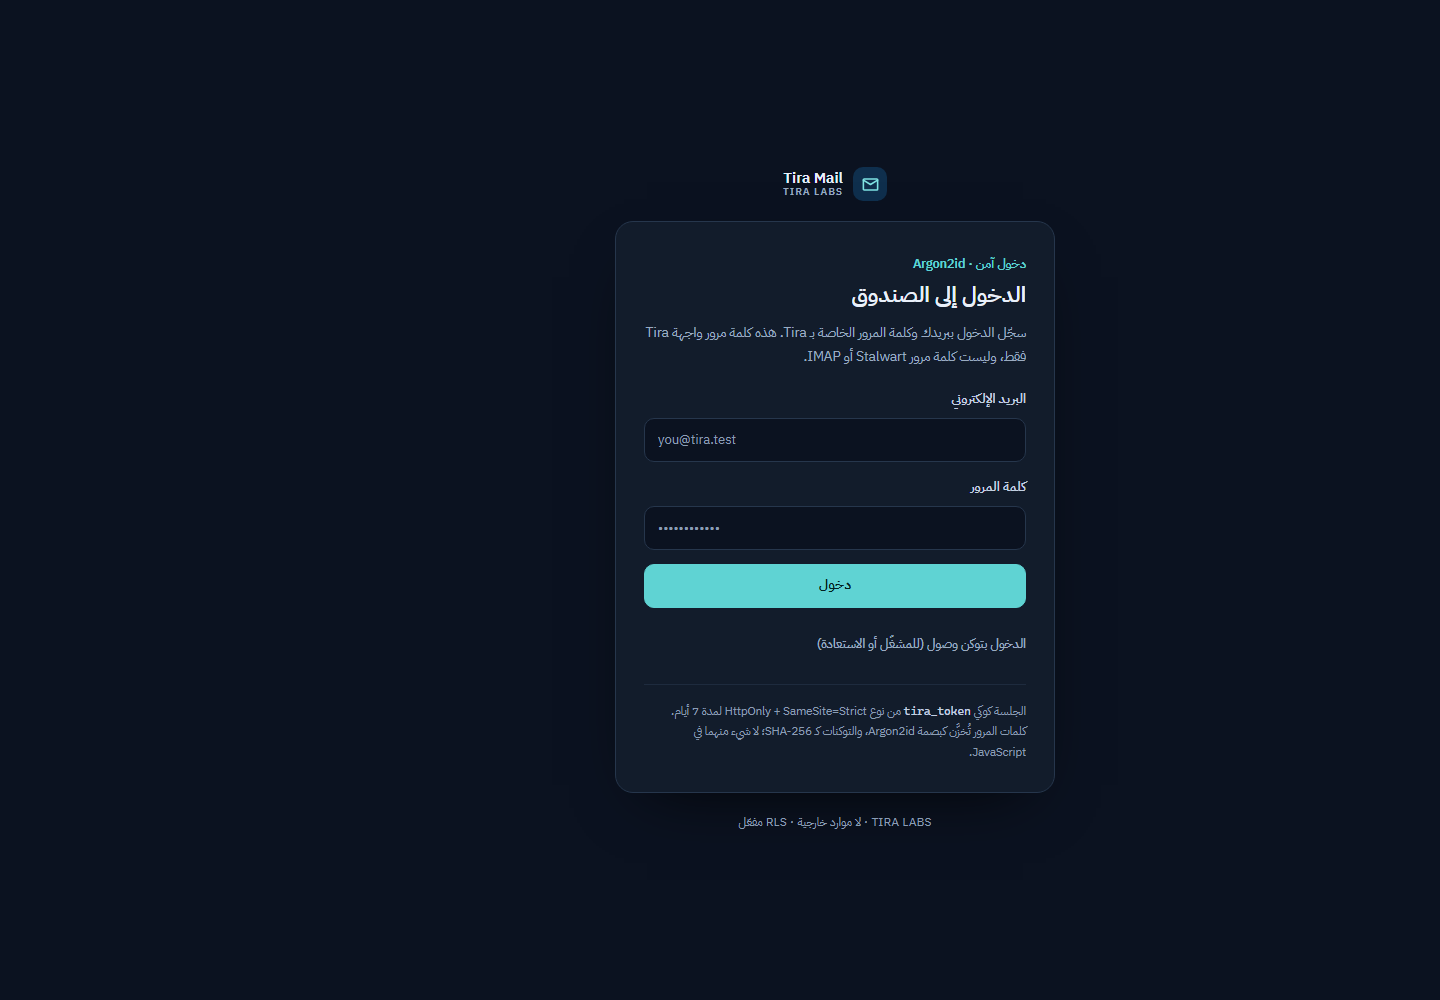 Tira Mail
TIRA LABS
دخول آمن · Argon2id
الدخول إلى الصندوق
سجّل الدخول ببريدك وكلمة المرور الخاصة بـ Tira. هذه كلمة مرور واجهة Tira
فقط، وليست كلمة مرور Stalwart أو IMAP.
البريد الإلكتروني
you@tira.test
كلمة المرور
••••••••••••
دخول
الدخول بتوكن وصول (للمشغّل أو الاستعادة)
الجلسة كوكي tira_token من نوع HttpOnly + SameSite=Strict لمدة 7 أيام.
كلمات المرور تُخزَّن كبصمة Argon2id، والتوكنات كـ SHA-256؛ لا شيء منهما في
JavaScript.
TIRA LABS · لا موارد خارجية · RLS مفعّل